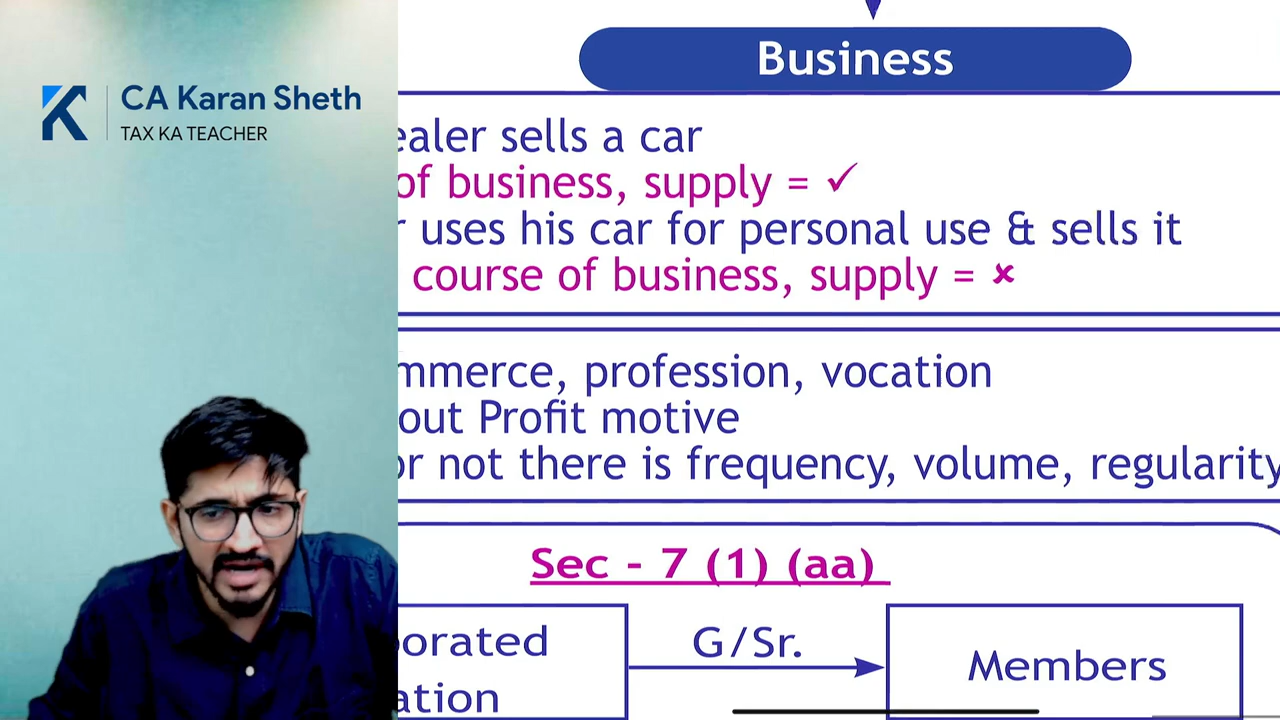 CA Karan Sheth
TAX KA TEACHER
Business
ealer sells a car
of business, supply = ✓
r uses his car for personal use & sells it
course of business, supply = ✘
mmerce, profession, vocation
out Profit motive
or not there is frequency, volume, regularity
Sec - 7 (1) (aa)
orated
ation
G/Sr.
Members